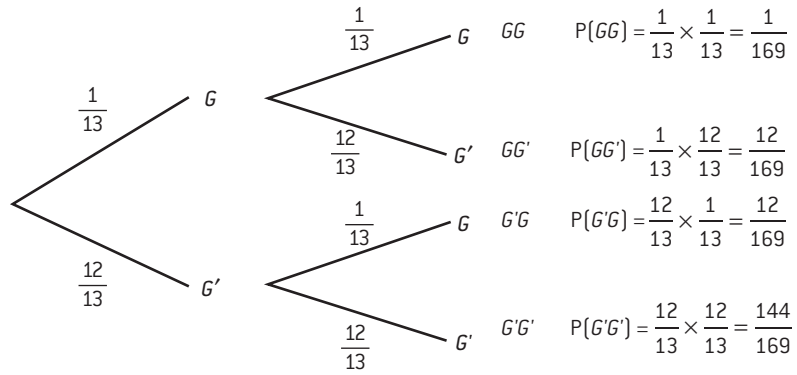 1/13 G GG P(GG) = 1/13 × 1/13 = 1/169
1/13 G
12/13 G′ GG' P(GG') = 1/13 × 12/13 = 12/169
1/13 G G'G P(G'G) = 12/13 × 1/13 = 12/169
12/13 G′
12/13 G' G'G' P(G'G') = 12/13 × 12/13 = 144/169